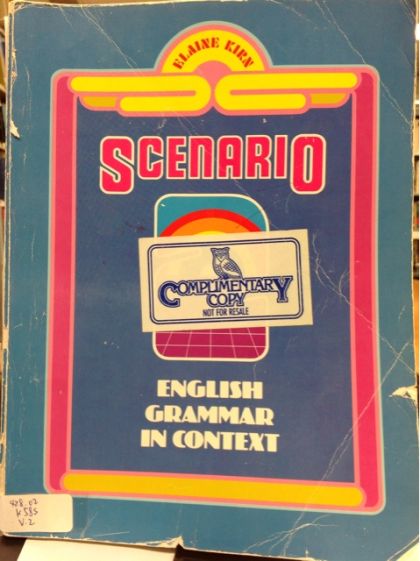 ELAINE KIRN
SCENARIO
COMPLIMENTARY
COPY
NOT FOR RESALE
ENGLISH
GRAMMAR
IN CONTEXT
428.02
K58s
V.2